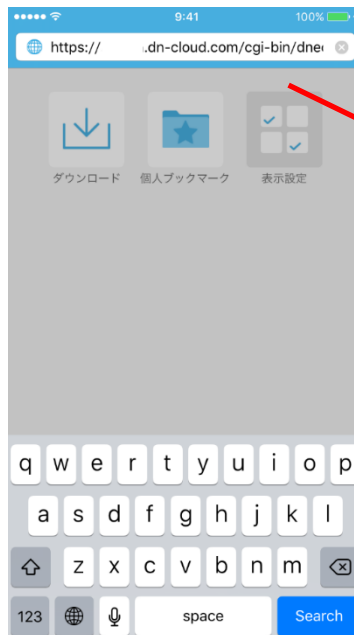 9:41 100%
https:// .dn-cloud.com/cgi-bin/dne
ダウンロード 個人ブックマーク 表示設定
q w e r t y u i o p
a s d f g h j k l
z x c v b n m
123 space Search